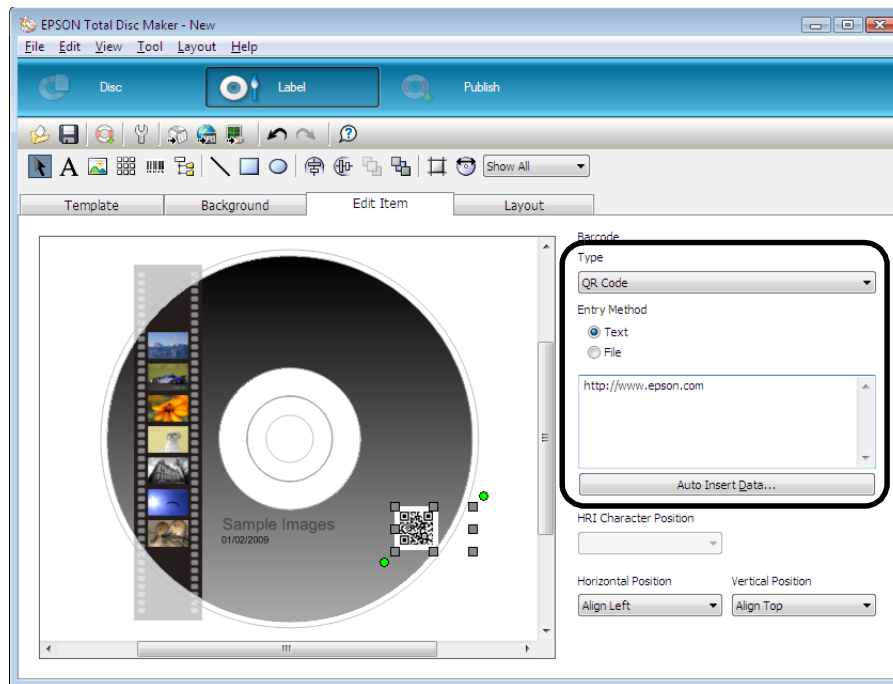 EPSON Total Disc Maker - New
File Edit View Tool Layout Help
Disc Label Publish
A Show All
Template Background Edit Item Layout
Barcode
Type
QR Code
Entry Method
Text
File
http://www.epson.com
Auto Insert Data...
HRI Character Position
Horizontal Position Vertical Position
Align Left Align Top
Sample Images
01/02/2009